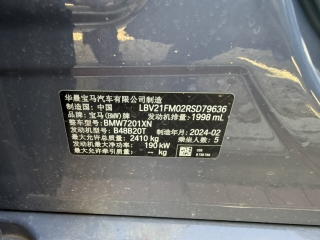 华晨宝马汽车有限公司制造
制造国: 中国 LBV21FM02RSD79636
品牌: 宝马(BMW)牌 发动机排量: 1998 mL
整车型号: BMW7201XN
发动机型号: B48B20T 制造年月: 2024-02
最大允许总质量: 2410 kg 乘坐人数: 5
发动机最大净功率: 190 kW
最大允许牵引质量: -- kg